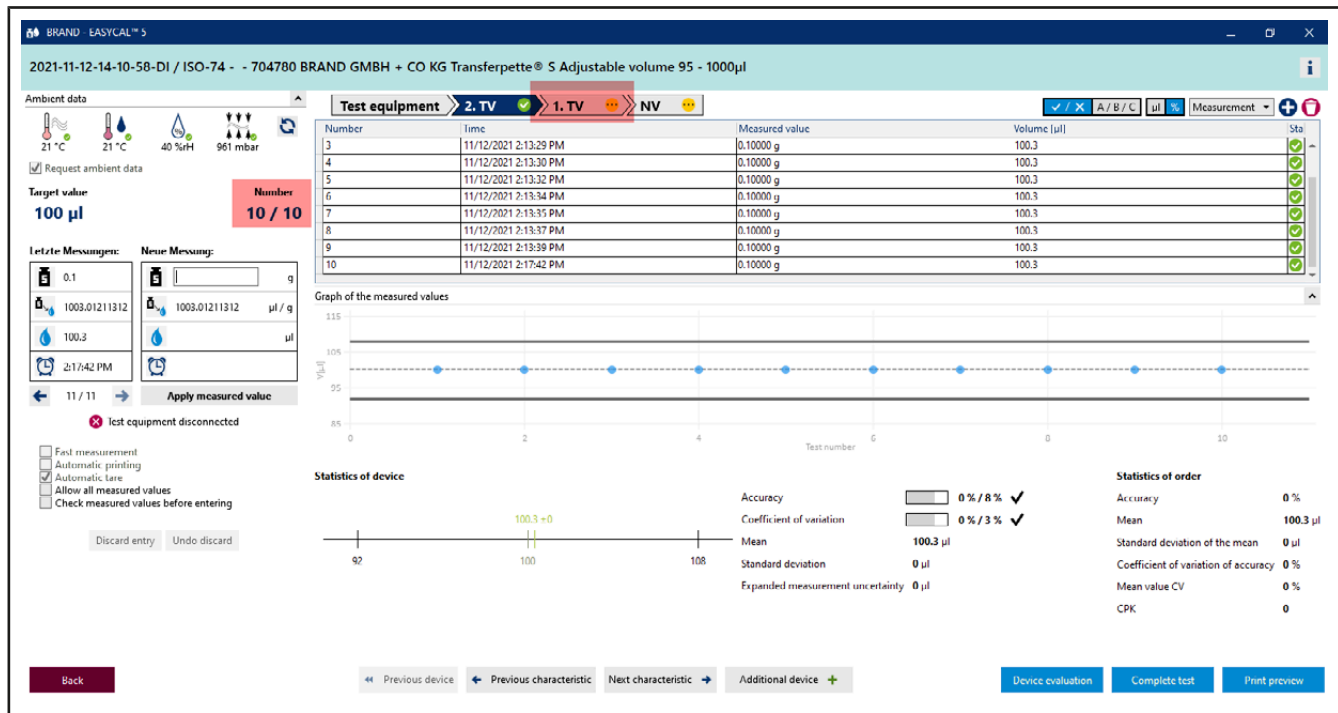 BRAND - EASYCAL™ 5
2021-11-12-14-10-58-DI / ISO-74 - - 704780 BRAND GMBH + CO KG Transferpette® S Adjustable volume 95 - 1000µl
i
Ambient data
21 °C 21 °C 40 %rH 961 mbar
Request ambient data
Target value Number
100 µl 10 / 10
Letzte Messungen: Neue Messung:
0.1 g
1003.01211312 1003.01211312 µl / g
100.3 µl
2:17:42 PM
11 / 11 Apply measured value
Test equipment disconnected
Fast measurement
Automatic printing
Automatic tare
Allow all measured values
Check measured values before entering
Discard entry Undo discard
Test equipment 2. TV 1. TV NV
✓ / X A / B / C µl % Measurement
Number Time Measured value Volume [µl] Sta
3 11/12/2021 2:13:29 PM 0.10000 g 100.3
4 11/12/2021 2:13:30 PM 0.10000 g 100.3
5 11/12/2021 2:13:32 PM 0.10000 g 100.3
6 11/12/2021 2:13:34 PM 0.10000 g 100.3
7 11/12/2021 2:13:35 PM 0.10000 g 100.3
8 11/12/2021 2:13:37 PM 0.10000 g 100.3
9 11/12/2021 2:13:39 PM 0.10000 g 100.3
10 11/12/2021 2:17:42 PM 0.10000 g 100.3
Graph of the measured values
115
105
95
85
V[µl]
0 2 4 6 8 10
Test number
Statistics of device
100.3 ±0
92 100 108
Accuracy 0 % / 8 %
Coefficient of variation 0 % / 3 %
Mean 100.3 µl
Standard deviation 0 µl
Expanded measurement uncertainty 0 µl
Statistics of order
Accuracy 0 %
Mean 100.3 µl
Standard deviation of the mean 0 µl
Coefficient of variation of accuracy 0 %
Mean value CV 0 %
CPK 0
Back Previous device Previous characteristic Next characteristic Additional device Device evaluation Complete test Print preview